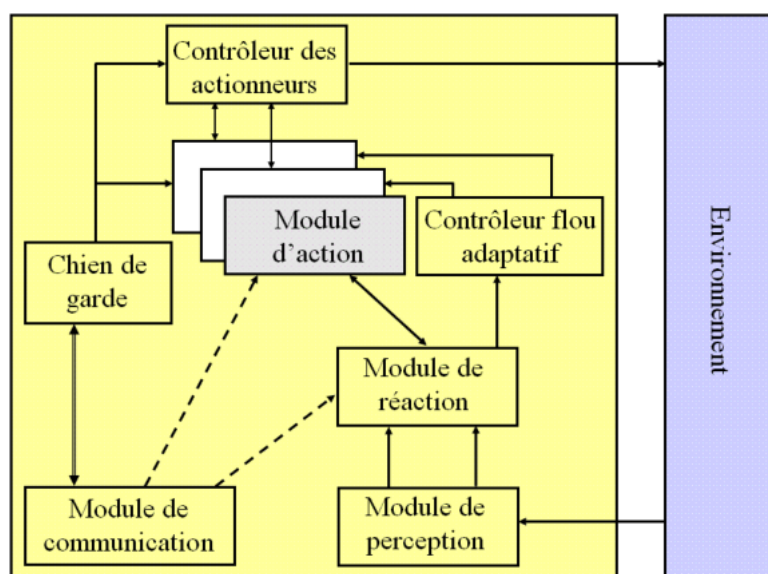 Contrôleur des
actionneurs
Module
d'action
Contrôleur flou
adaptatif
Chien de
garde
Module de
réaction
Module de
communication
Module de
perception
Environnement